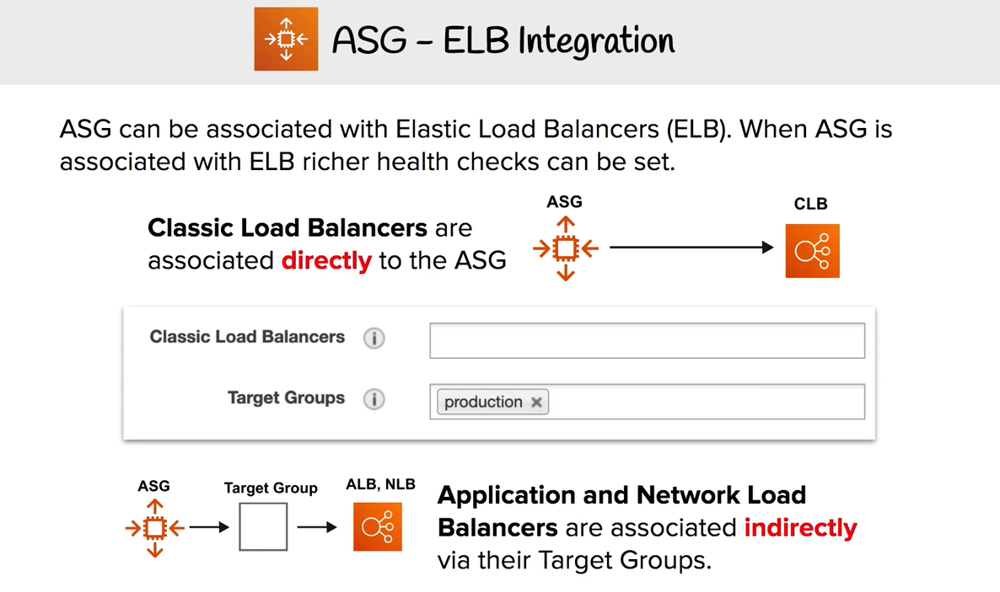 ASG – ELB Integration
ASG can be associated with Elastic Load Balancers (ELB). When ASG is
associated with ELB richer health checks can be set.
Classic Load Balancers are
associated directly to the ASG
ASG
CLB
Classic Load Balancers i
Target Groups i production ×
ASG
Target Group
ALB, NLB
Application and Network Load
Balancers are associated indirectly
via their Target Groups.